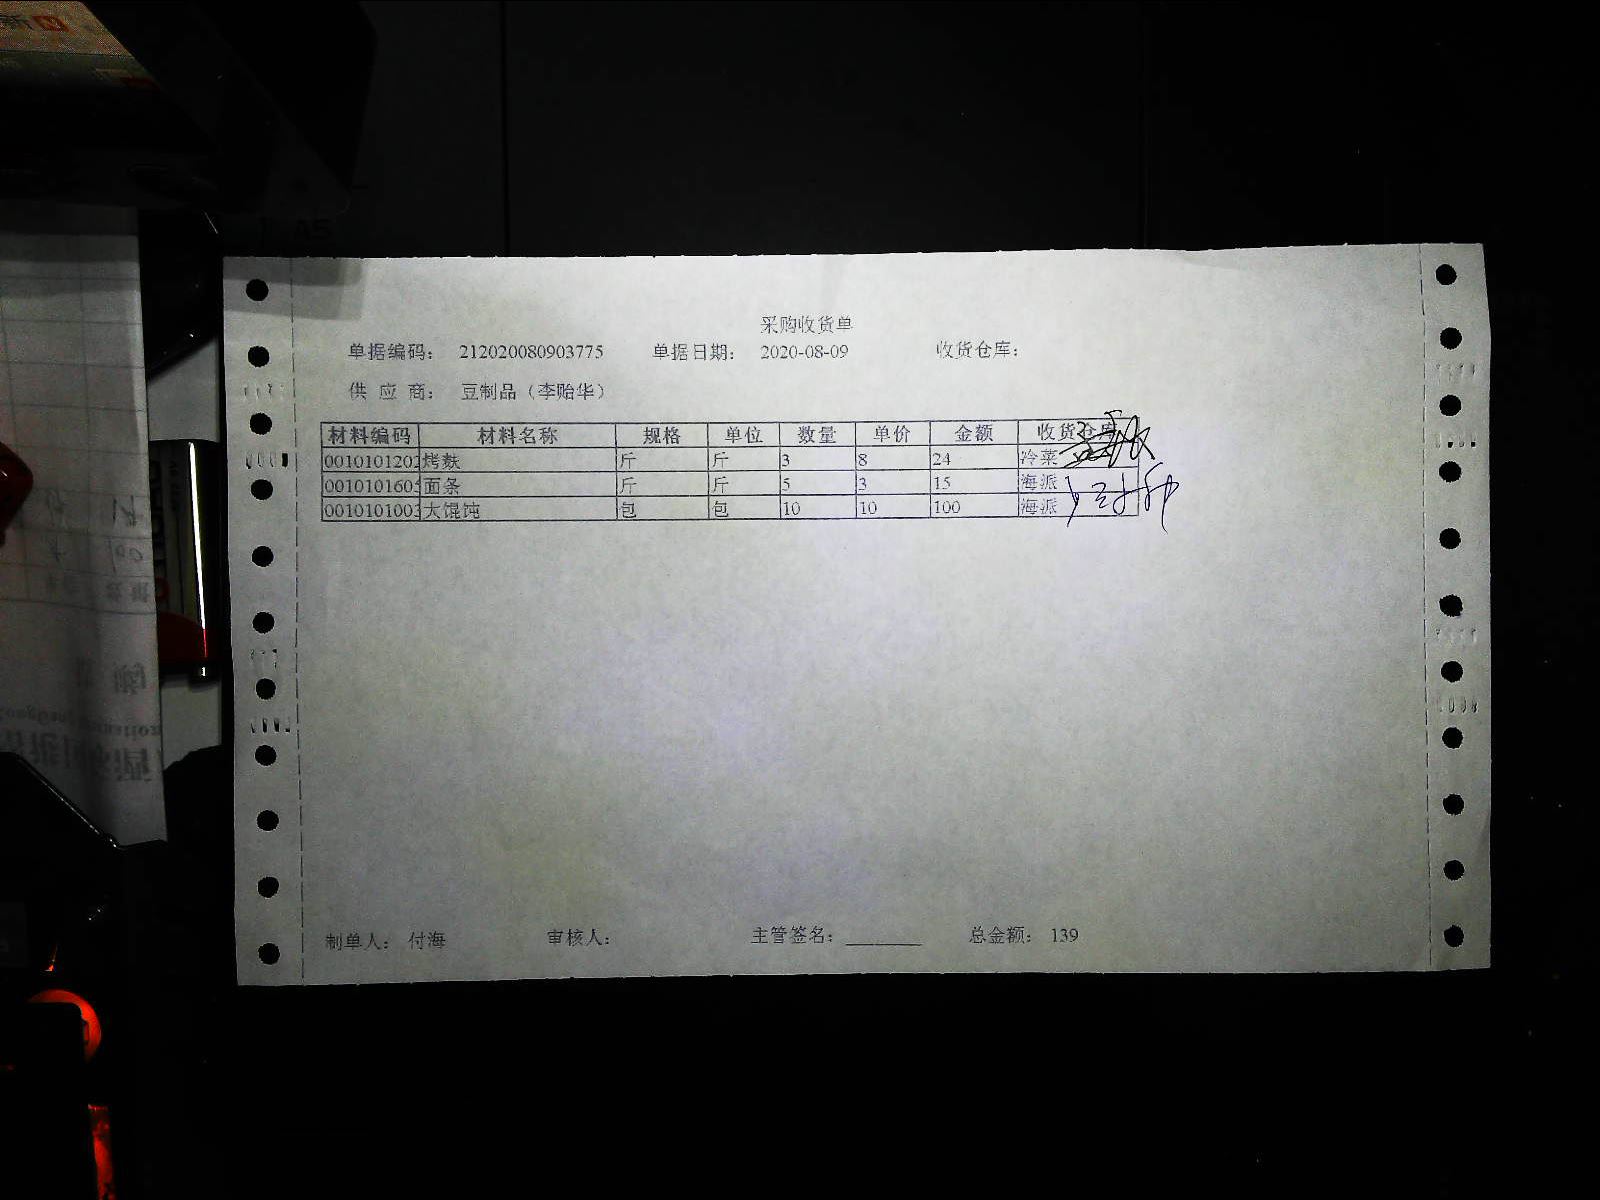 采购收货单
单据编码： 212020080903775 单据日期： 2020-08-09 收货仓库：
供 应 商： 豆制品（李贻华）
材料编码 材料名称 规格 单位 数量 单价 金额 收货仓库
0010101202 烤麸 斤 斤 3 8 24 冷菜
0010101605 面条 斤 斤 5 3 15 海派
0010101003 大馄饨 包 包 10 10 100 海派
制单人： 付海 审核人： 主管签名： 总金额： 139